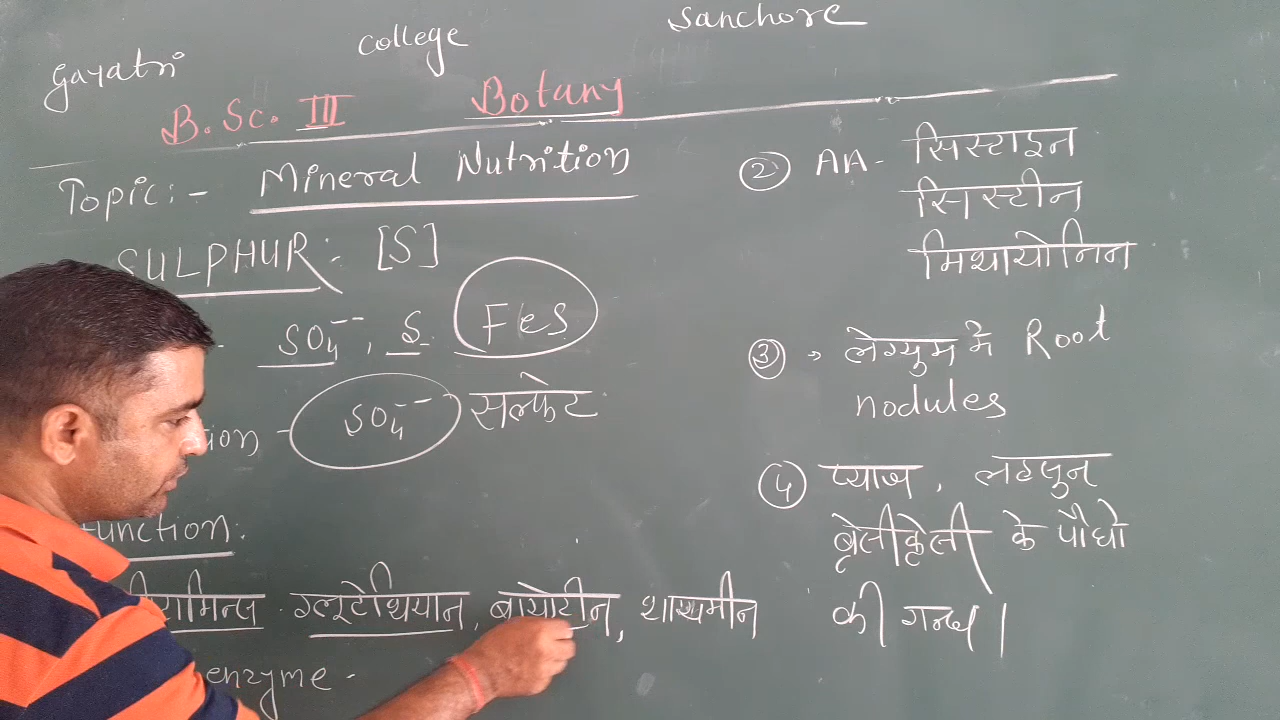 Gayatri College Sanchore
B.Sc. III Botany
Topic:- Mineral Nutrition
SULPHUR: [S]
SO4--, S. FeS
SO4-- सल्फेट
Function:
ग्लूटेथियान, बायोटीन, थायमीन
enzyme -
② AA - सिस्टाइन
सिस्टीन
मिथायोनिन
③ → लेग्युम मे Root
nodules
④ प्याज, लहसुन
के पौधो
की गन्ध।